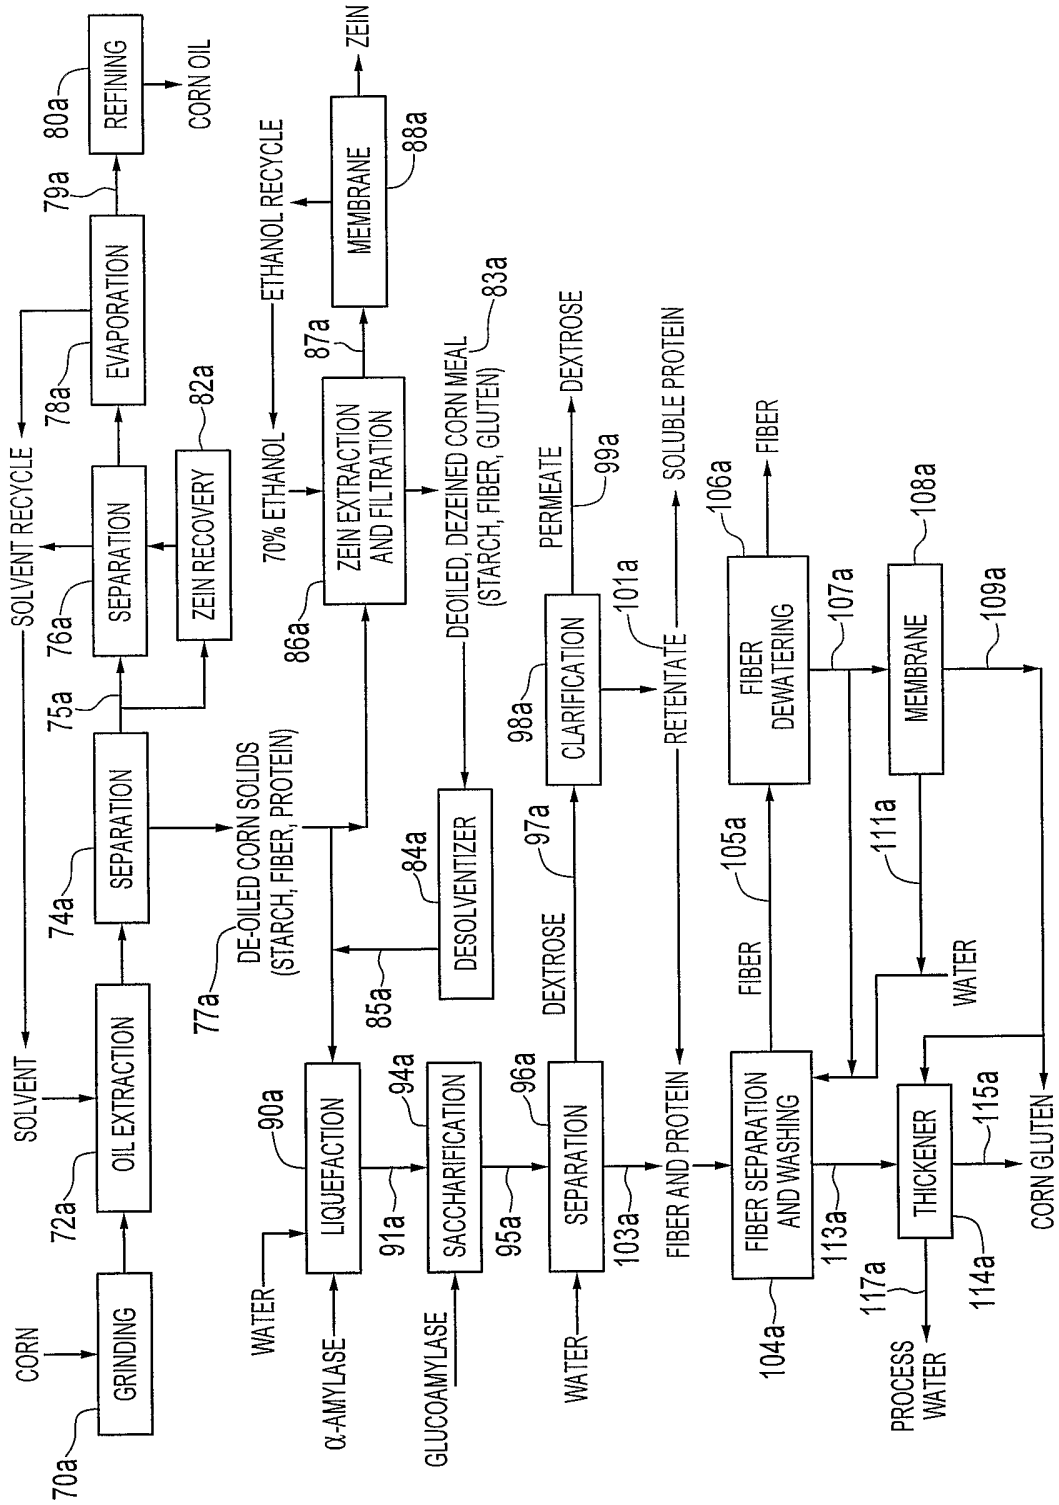 CORN
70a
GRINDING
SOLVENT
72a
OIL EXTRACTION
74a
SEPARATION
SOLVENT RECYCLE
75a
76a
SEPARATION
78a
EVAPORATION
79a
80a
REFINING
CORN OIL
ZEIN RECOVERY
82a
77a
DE-OILED CORN SOLIDS
(STARCH, FIBER, PROTEIN)
70% ETHANOL
ETHANOL RECYCLE
86a
ZEIN EXTRACTION
AND FILTRATION
87a
MEMBRANE
88a
ZEIN
DEOILED, DEZEINED CORN MEAL
(STARCH, FIBER, GLUTEN)
83a
DESOLVENTIZER
84a
85a
WATER
α-AMYLASE
LIQUEFACTION
90a
91a
GLUCOAMYLASE
SACCHARIFICATION
94a
95a
WATER
SEPARATION
96a
DEXTROSE
97a
98a
CLARIFICATION
PERMEATE
99a
DEXTROSE
101a
103a
FIBER AND PROTEIN
RETENTATE
SOLUBLE PROTEIN
104a
FIBER SEPARATION
AND WASHING
FIBER
105a
FIBER
DEWATERING
106a
FIBER
107a
MEMBRANE
108a
109a
111a
WATER
113a
THICKENER
114a
115a
117a
PROCESS
WATER
CORN GLUTEN